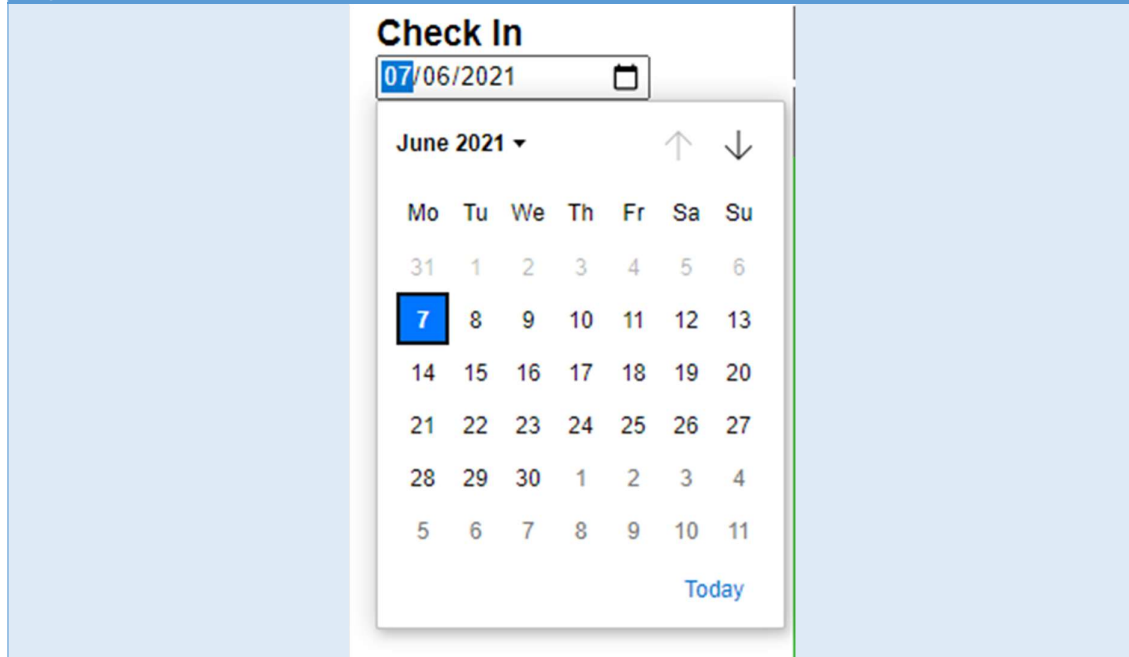 Check In
07/06/2021
June 2021
Mo Tu We Th Fr Sa Su
31 1 2 3 4 5 6
7 8 9 10 11 12 13
14 15 16 17 18 19 20
21 22 23 24 25 26 27
28 29 30 1 2 3 4
5 6 7 8 9 10 11
Today